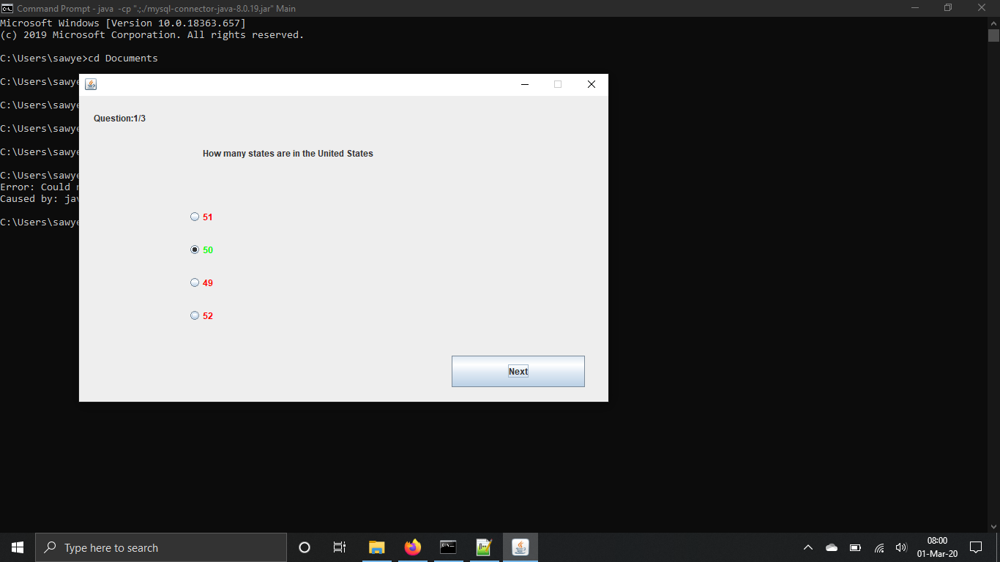 Command Prompt - java -cp ".;./mysql-connector-java-8.0.19.jar" Main
Microsoft Windows [Version 10.0.18363.657]
(c) 2019 Microsoft Corporation. All rights reserved.
C:\Users\sawye>cd Documents
C:\Users\sawye
C:\Users\sawye
C:\Users\sawye
C:\Users\sawye
C:\Users\sawye
Error: Could
Caused by:
C:\Users\sawye
Question:1/3
How many states are in the United States
51
50
49
52
Next
Type here to search
08:00
01-Mar-20